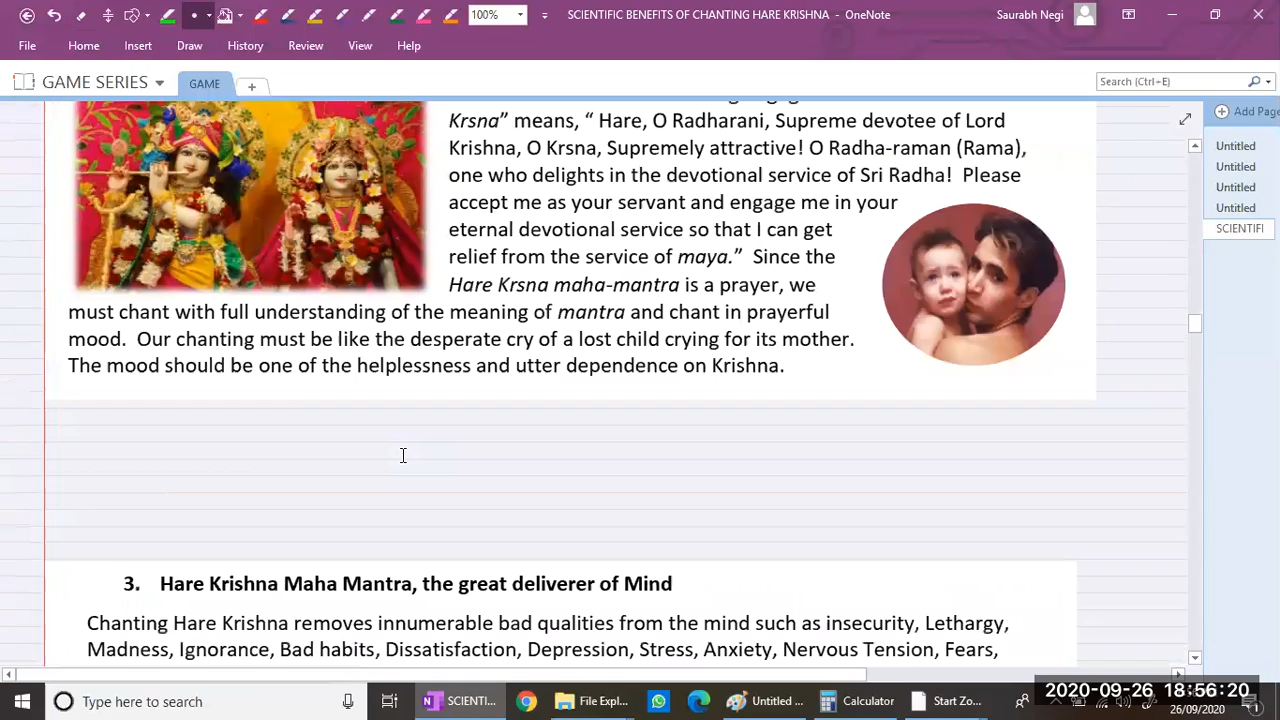 100%
SCIENTIFIC BENEFITS OF CHANTING HARE KRISHNA - OneNote
Saurabh Negi
File Home Insert Draw History Review View Help
GAME SERIES
GAME
Search (Ctrl+E)
Add Page
Untitled
Untitled
Untitled
Untitled
SCIENTIFI
Krsna” means, “ Hare, O Radharani, Supreme devotee of Lord
Krishna, O Krsna, Supremely attractive! O Radha-raman (Rama),
one who delights in the devotional service of Sri Radha! Please
accept me as your servant and engage me in your
eternal devotional service so that I can get
relief from the service of maya.” Since the
Hare Krsna maha-mantra is a prayer, we
must chant with full understanding of the meaning of mantra and chant in prayerful
mood. Our chanting must be like the desperate cry of a lost child crying for its mother.
The mood should be one of the helplessness and utter dependence on Krishna.
3. Hare Krishna Maha Mantra, the great deliverer of Mind
Chanting Hare Krishna removes innumerable bad qualities from the mind such as insecurity, Lethargy,
Madness, Ignorance, Bad habits, Dissatisfaction, Depression, Stress, Anxiety, Nervous Tension, Fears,
Type here to search
SCIENTI...
File Expl...
Untitled ...
Calculator
Start Zo...
2020-09-26 18:56:20
26/09/2020